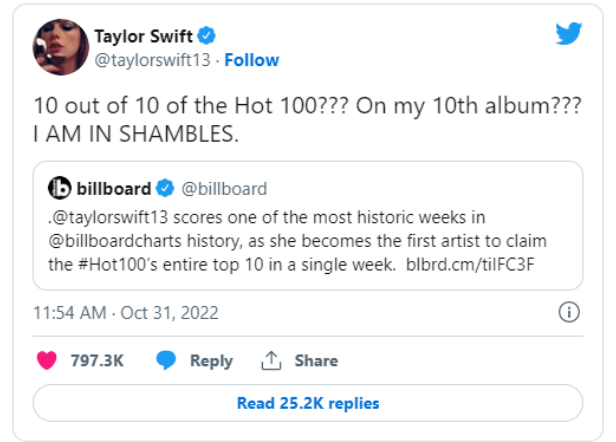 Taylor Swift
@taylorswift13 · Follow
10 out of 10 of the Hot 100??? On my 10th album???
I AM IN SHAMBLES.
billboard @billboard
.@taylorswift13 scores one of the most historic weeks in
@billboardcharts history, as she becomes the first artist to claim
the #Hot100's entire top 10 in a single week. blbrd.cm/tiIFC3F
11:54 AM · Oct 31, 2022
797.3K Reply Share
Read 25.2K replies